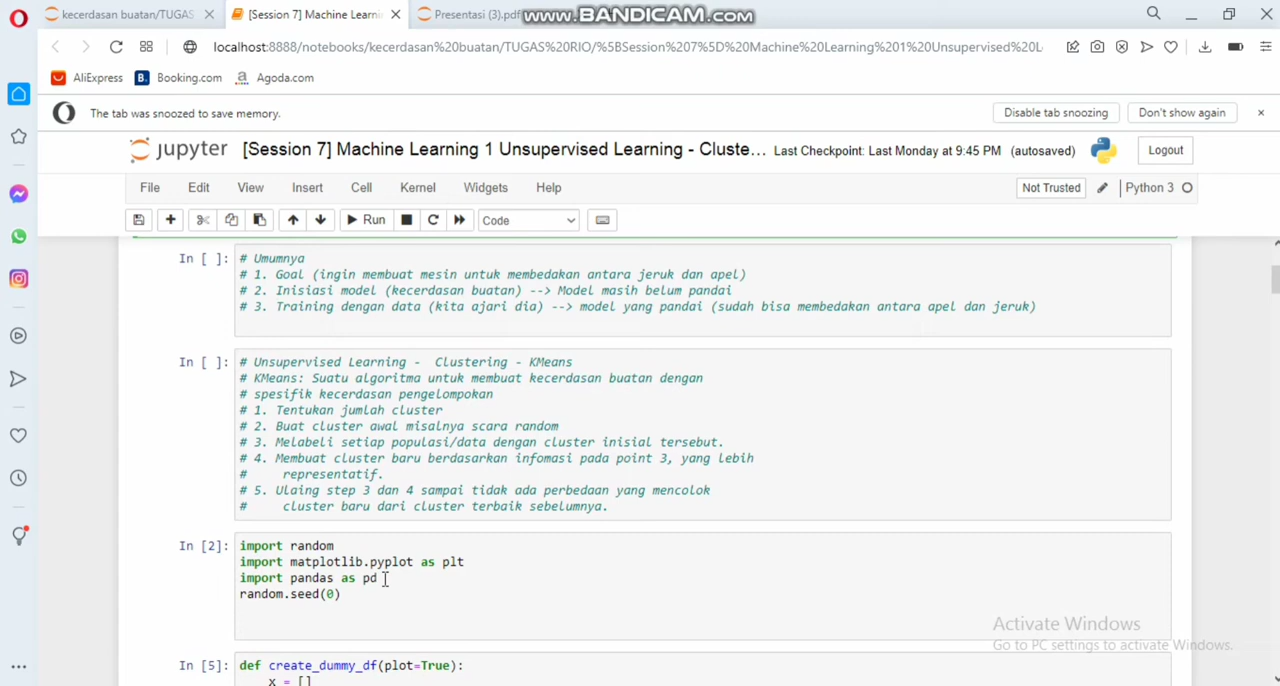 kecerdasan buatan/TUGAS
[Session 7] Machine Learnin
Presentasi (3).pdf
www.BANDICAM.com
localhost:8888/notebooks/kecerdasan%20buatan/TUGAS%20RIO/%5BSession%207%5D%20Machine%20Learning%201%20Unsupervised%20L
AliExpress
B. Booking.com
a Agoda.com
The tab was snoozed to save memory.
Disable tab snoozing
Don't show again
jupyter [Session 7] Machine Learning 1 Unsupervised Learning - Cluste... Last Checkpoint: Last Monday at 9:45 PM (autosaved)
Logout
File Edit View Insert Cell Kernel Widgets Help
Not Trusted
Python 3
Run
Code
In [ ]: # Umumnya
# 1. Goal (ingin membuat mesin untuk membedakan antara jeruk dan apel)
# 2. Inisiasi model (kecerdasan buatan) --> Model masih belum pandai
# 3. Training dengan data (kita ajari dia) --> model yang pandai (sudah bisa membedakan antara apel dan jeruk)
In [ ]: # Unsupervised Learning - Clustering - KMeans
# KMeans: Suatu algoritma untuk membuat kecerdasan buatan dengan
# spesifik kecerdasan pengelompokan
# 1. Tentukan jumlah cluster
# 2. Buat cluster awal misalnya scara random
# 3. Melabeli setiap populasi/data dengan cluster inisial tersebut.
# 4. Membuat cluster baru berdasarkan infomasi pada point 3, yang lebih
# representatif.
# 5. Ulaing step 3 dan 4 sampai tidak ada perbedaan yang mencolok
# cluster baru dari cluster terbaik sebelumnya.
In [2]: import random
import matplotlib.pyplot as plt
import pandas as pd
random.seed(0)
Activate Windows
Go to PC settings to activate Windows.
In [5]: def create_dummy_df(plot=True):
x = []